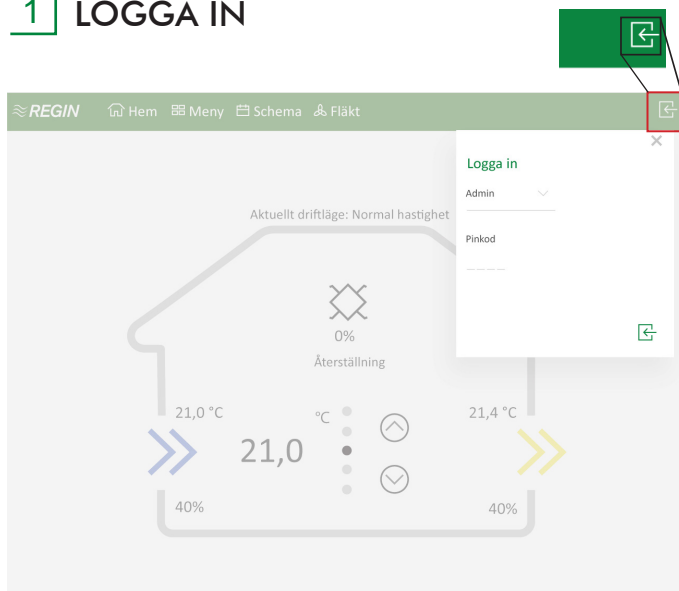 1 LOGGA IN
REGIN Hem Meny Schema Fläkt
Logga in
Admin
Pinkod
Aktuellt driftläge: Normal hastighet
0%
Återställning
21,0 °C
°C
21,4 °C
21,0
40%
40%